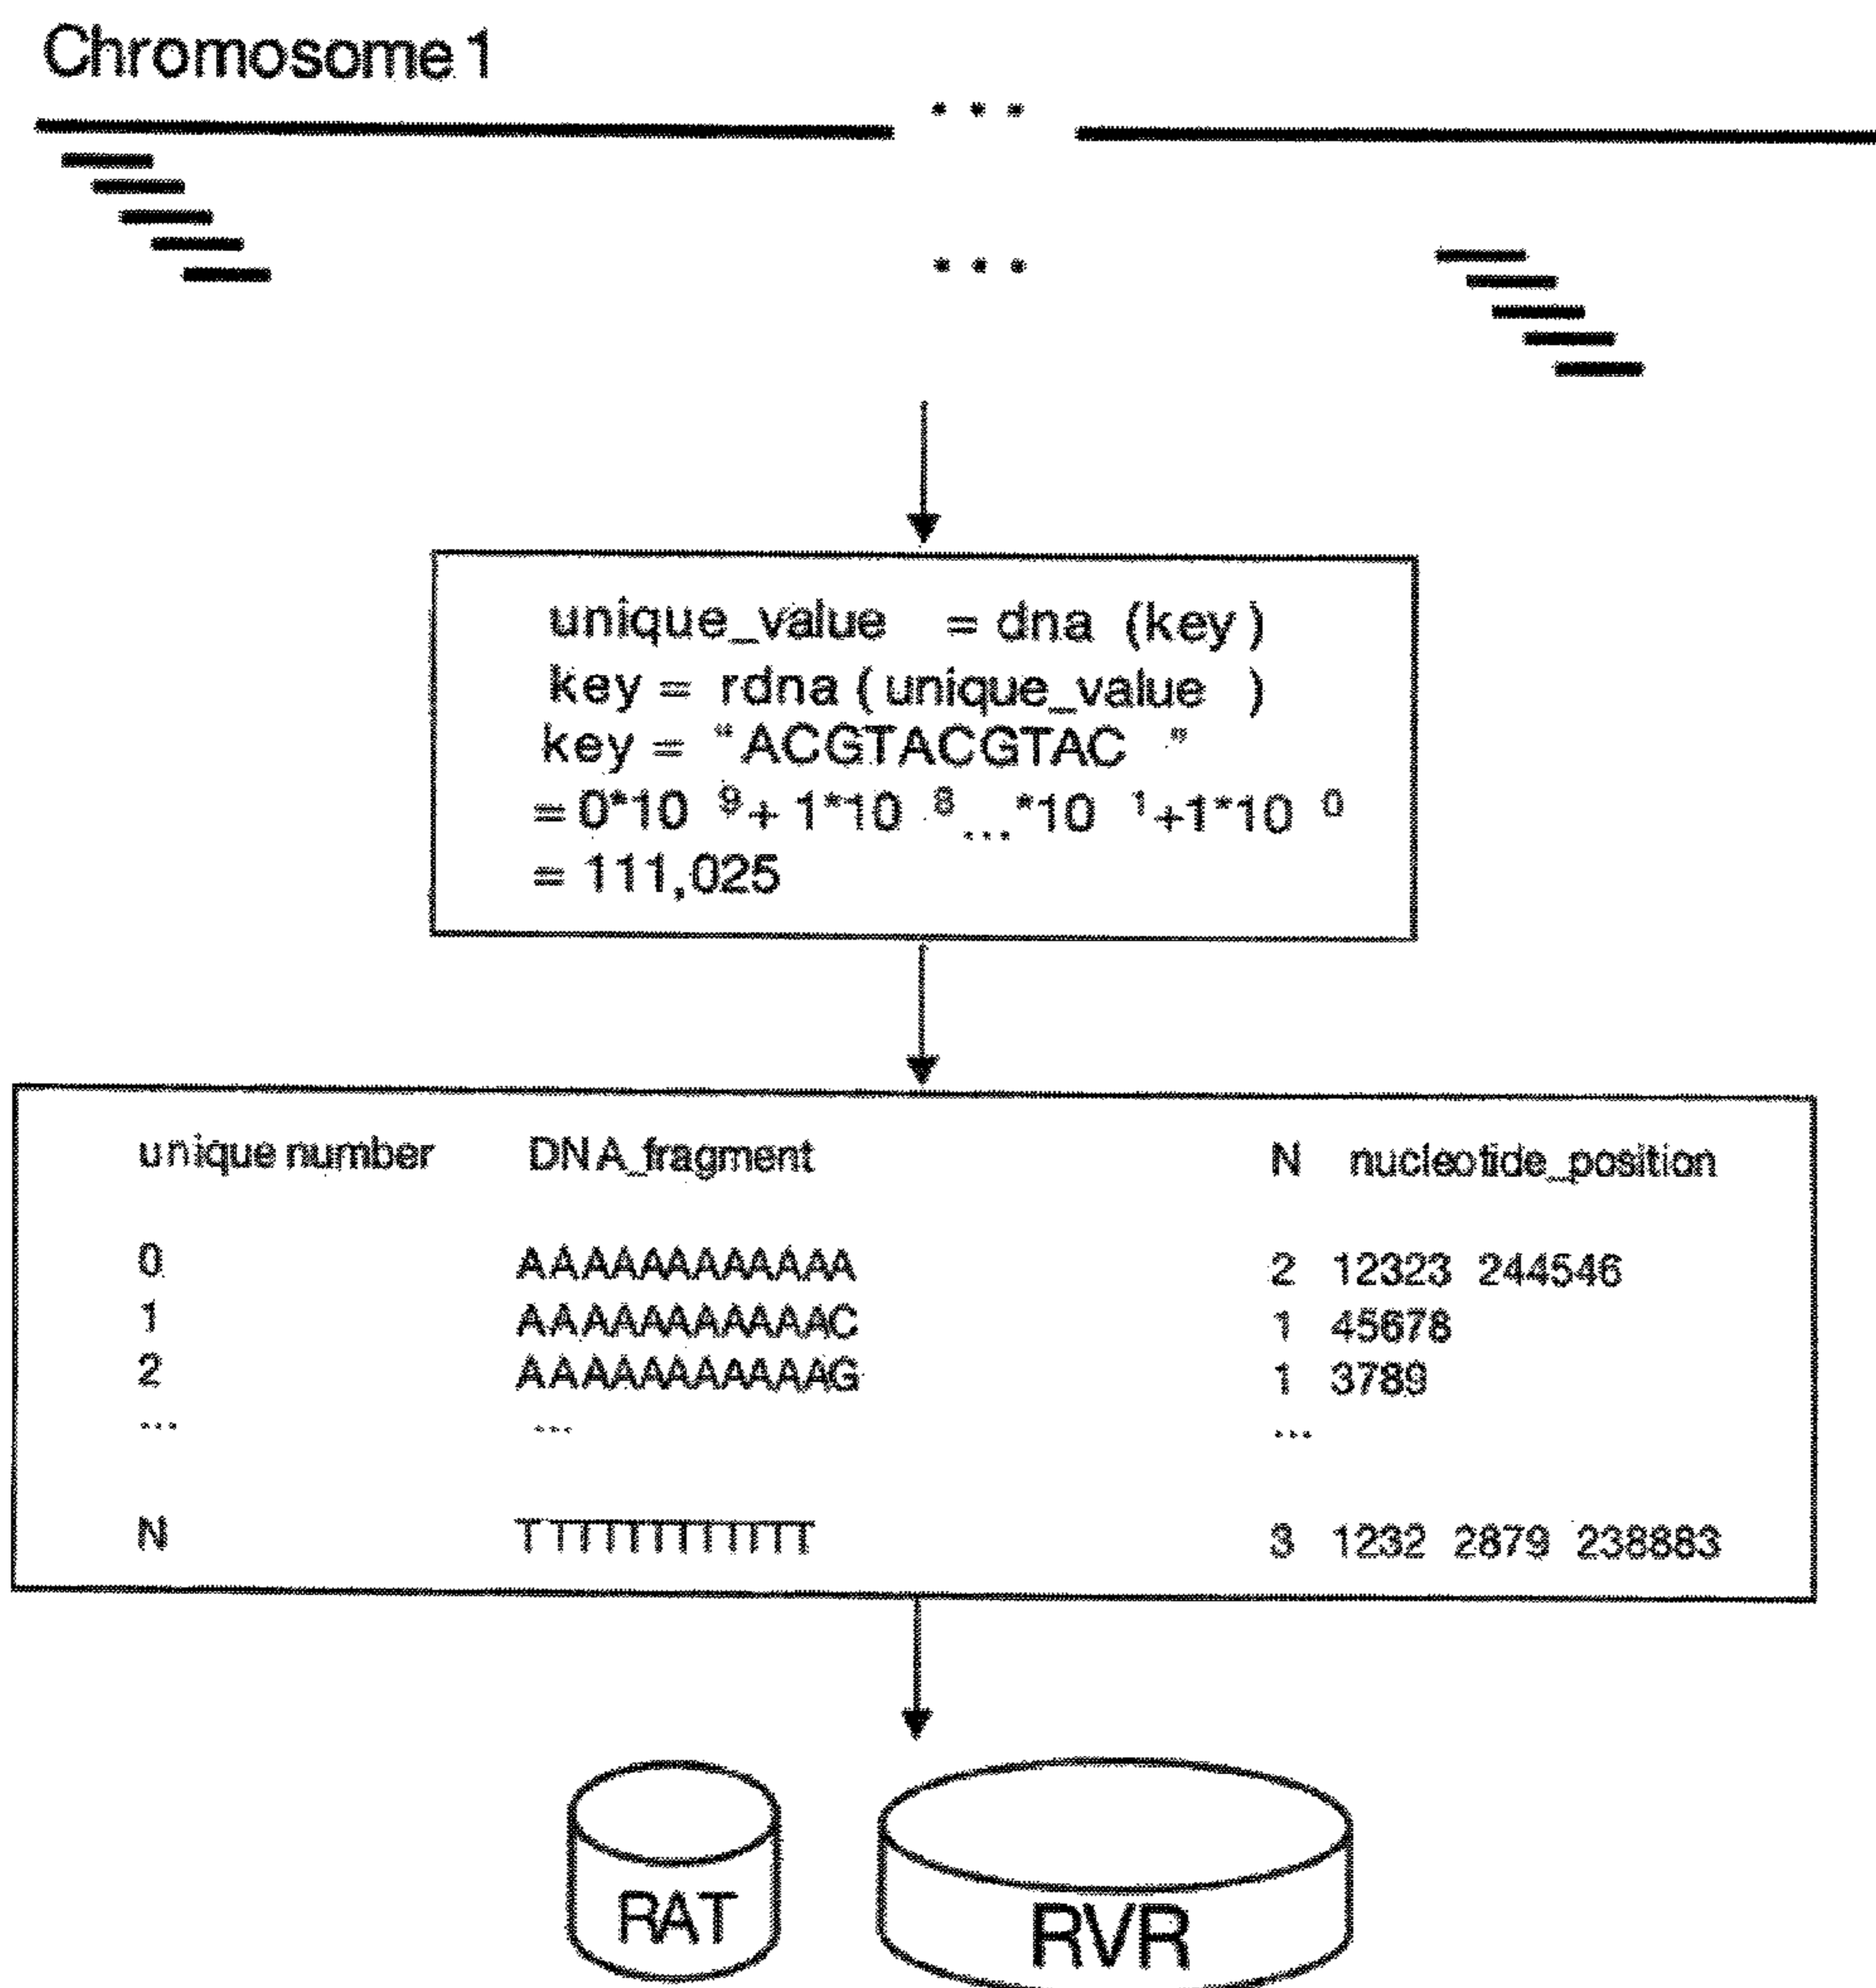 Chromosome 1
...
...
unique_value = dna (key)
key = rdna (unique_value )
key = "ACGTACGTAC "
= 0*10 9+ 1*10 8...*10 1+1*10 0
= 111,025
unique number DNA_fragment N nucleotide_position
0 AAAAAAAAAAAA 2 12323 244546
1 AAAAAAAAAAAC 1 45678
2 AAAAAAAAAAAG 1 3789
... ... ...
N TTTTTTTTTTTT 3 1232 2879 238883
RAT RVR